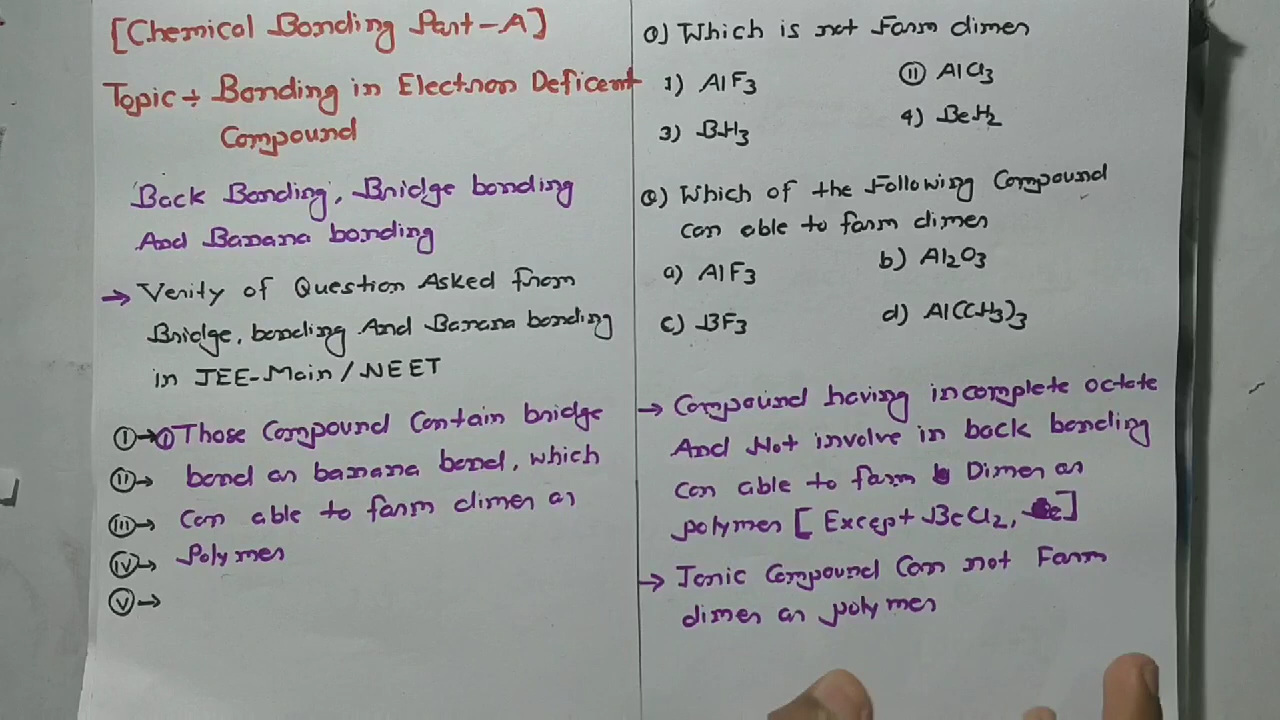 [Chemical Bonding Part-A]
Topic ÷ Bonding in Electron Deficent
Compound
Back Bonding, Bridge bonding
And Banana bonding
→ Verity of Question Asked from
Bridge, bonding And Banana bonding
in JEE-Main/NEET
Ⓘ→① Those Compound Contain bridge
Ⓘⓘ→ bond or banana bond, which
ⓘⓘⓘ→ Can able to form dimer or
ⓘⓥ→ Polymer
Ⓥ→
Q) Which is not Form dimer
1) AlF3 ⓘⓘ AlCl3
3) BH3 4) BeH2
Q) Which of the Following Compound
can able to form dimer
a) AlF3 b) Al2O3
c) BF3 d) Al(CH3)3
→ Compound having incomplete octate
And Not involve in back bonding
can able to form Dimer or
polymer [Except BeCl2, ]
→ Ionic Compound Can not Form
dimer or polymer